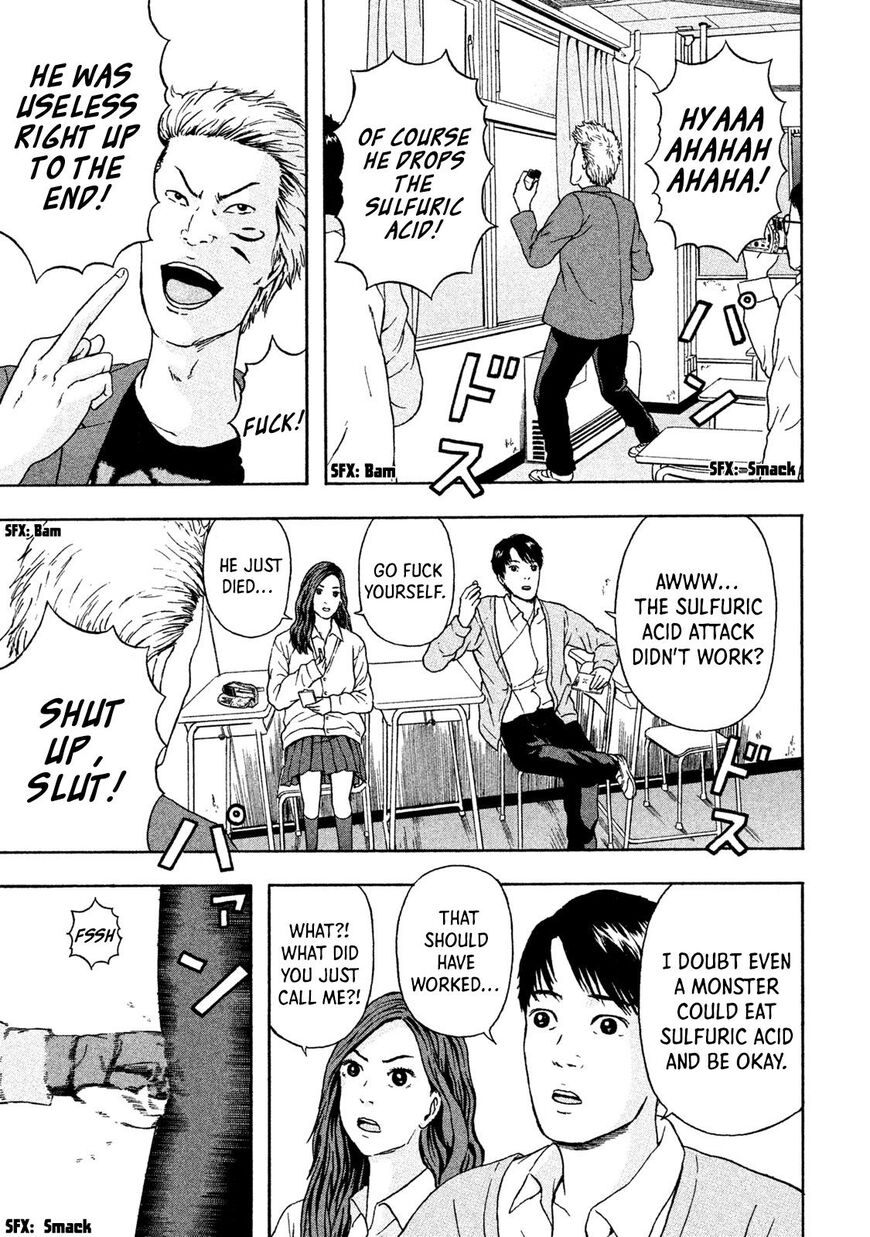 HYAAA
AHAHAH
AHAHA!
OF COURSE
HE DROPS
THE
SULFURIC
ACID!
パン
SFX: Smack
ドス
SFX: Bam
HE WAS
USELESS
RIGHT UP
TO THE
END!
FUCK!
AWWW...
THE SULFURIC
ACID ATTACK
DIDN'T WORK?
GO FUCK
YOURSELF.
HE JUST
DIED...
ドス
SFX: Bam
SHUT
UP,
SLUT!
パ
I DOUBT EVEN
A MONSTER
COULD EAT
SULFURIC ACID
AND BE OKAY.
THAT
SHOULD
HAVE
WORKED...
WHAT?!
WHAT DID
YOU JUST
CALL ME?!
アン
FSSH
SFX: Smack